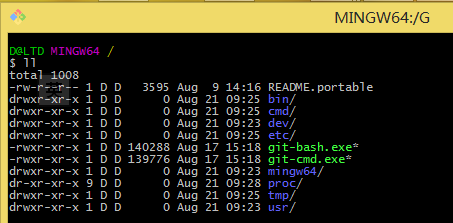 MINGW64:/G
D@LTD MINGW64 /
$ ll
total 1008
-rw-r--r-- 1 D D   3595 Aug  9 14:16 README.portable
drwxr-xr-x 1 D D      0 Aug 21 09:25 bin/
drwxr-xr-x 1 D D      0 Aug 21 09:25 cmd/
drwxr-xr-x 1 D D      0 Aug 21 09:23 dev/
drwxr-xr-x 1 D D      0 Aug 21 09:25 etc/
-rwxr-xr-x 1 D D 140288 Aug 17 15:18 git-bash.exe*
-rwxr-xr-x 1 D D 139776 Aug 17 15:18 git-cmd.exe*
drwxr-xr-x 1 D D      0 Aug 21 09:23 mingw64/
dr-xr-xr-x 9 D D      0 Aug 21 09:28 proc/
drwxr-xr-x 1 D D      0 Aug 21 09:25 tmp/
drwxr-xr-x 1 D D      0 Aug 21 09:23 usr/